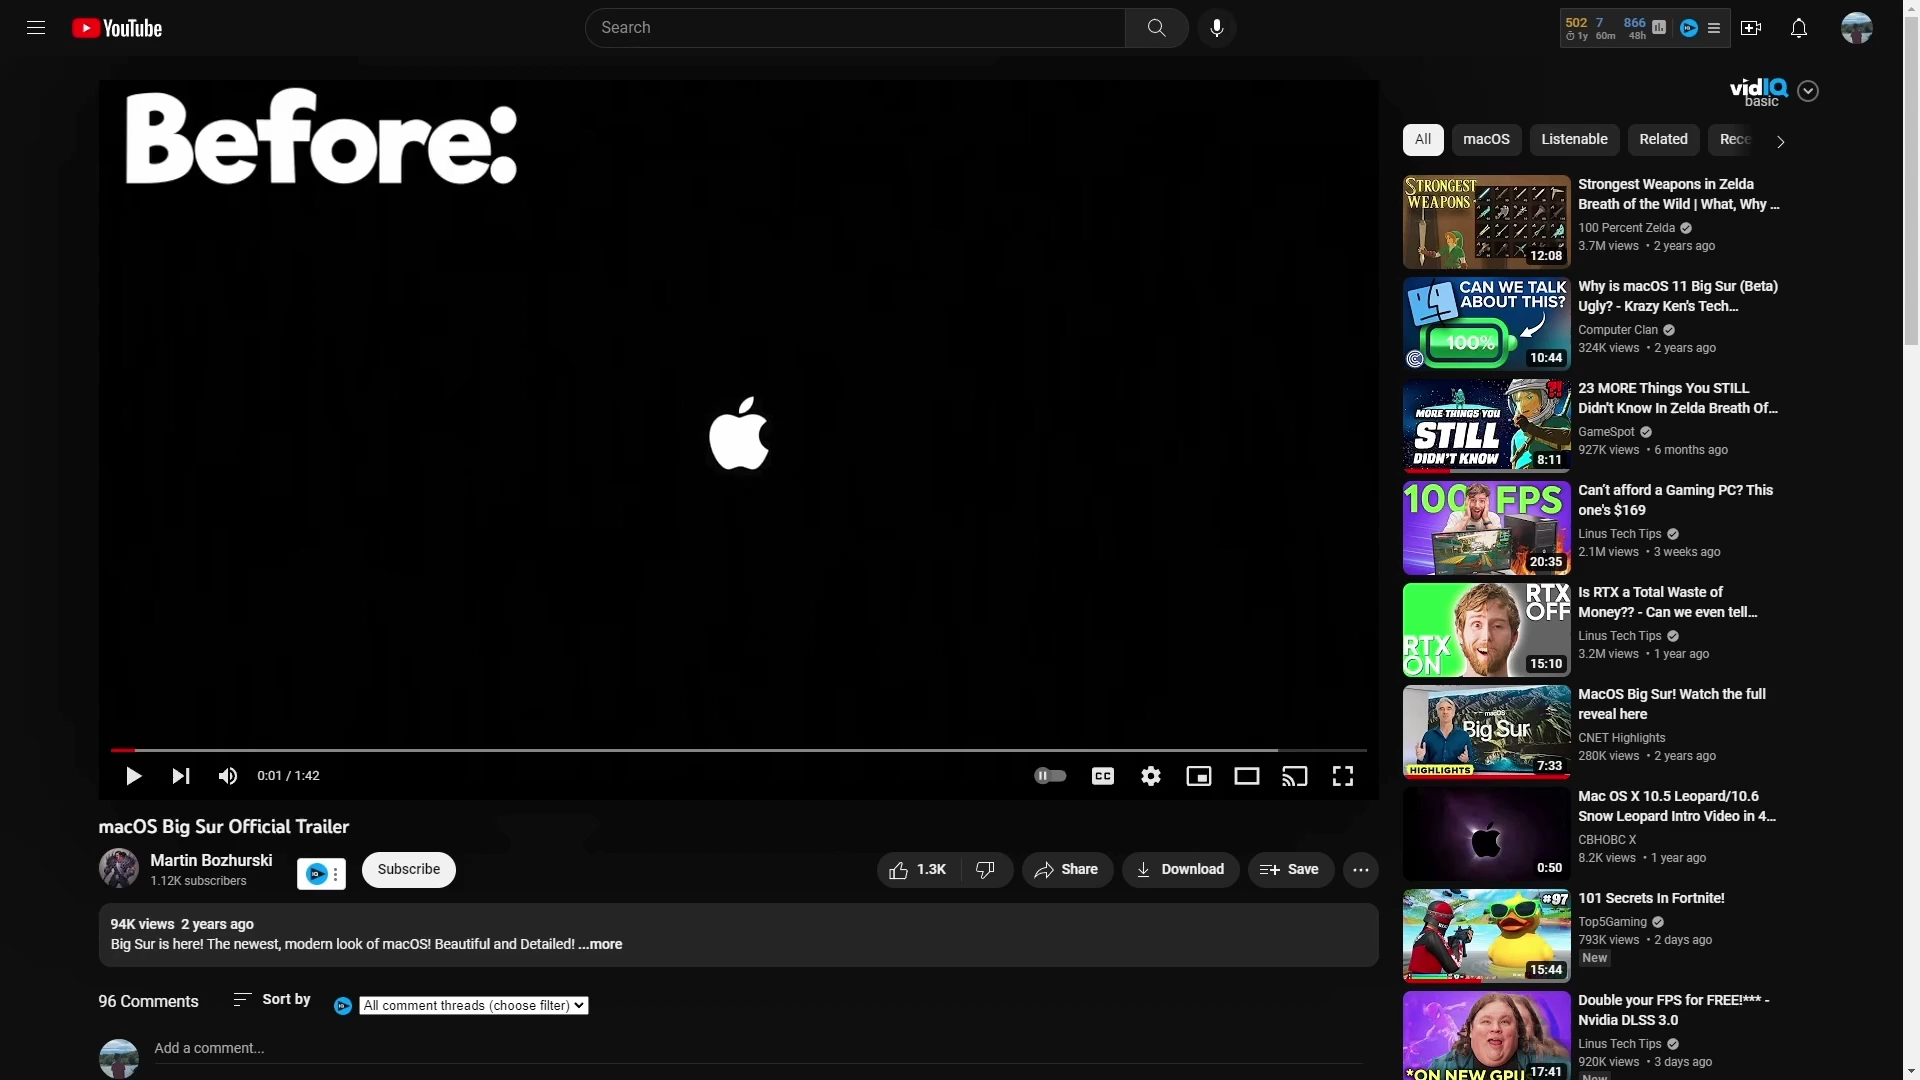 YouTube
Search
502 7 866
1y 60m 48h
Before:
0:01 / 1:42
CC
macOS Big Sur Official Trailer
Martin Bozhurski
1.12K subscribers
IQ
Subscribe
1.3K
Share
Download
Save
94K views 2 years ago
Big Sur is here! The newest, modern look of macOS! Beautiful and Detailed! ...more
96 Comments
Sort by
All comment threads (choose filter)
Add a comment...
vidIQ
basic
All
macOS
Listenable
Related
Rece
STRONGEST
WEAPONS
12:08
Strongest Weapons in Zelda
Breath of the Wild | What, Why ...
100 Percent Zelda
3.7M views • 2 years ago
CAN WE TALK
ABOUT THIS?
100%
10:44
Why is macOS 11 Big Sur (Beta)
Ugly? - Krazy Ken's Tech...
Computer Clan
324K views • 2 years ago
MORE THINGS YOU
STILL
DIDN'T KNOW
8:11
23 MORE Things You STILL
Didn't Know In Zelda Breath Of...
GameSpot
927K views • 6 months ago
100 FPS
20:35
Can’t afford a Gaming PC? This
one's $169
Linus Tech Tips
2.1M views • 3 weeks ago
RTX
OFF
RTX
ON
15:10
Is RTX a Total Waste of
Money?? - Can we even tell...
Linus Tech Tips
3.2M views • 1 year ago
macOS
Big Sur
HIGHLIGHTS
7:33
MacOS Big Sur! Watch the full
reveal here
CNET Highlights
280K views • 2 years ago
0:50
Mac OS X 10.5 Leopard/10.6
Snow Leopard Intro Video in 4...
CBHOBC X
8.2K views • 1 year ago
#97
15:44
101 Secrets In Fortnite!
Top5Gaming
793K views • 2 days ago
New
*ON NEW GPU
17:41
Double your FPS for FREE!*** -
Nvidia DLSS 3.0
Linus Tech Tips
920K views • 3 days ago
New